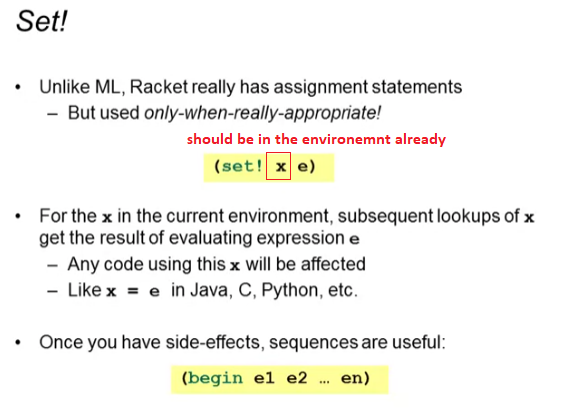 Set!
• Unlike ML, Racket really has assignment statements
– But used only-when-really-appropriate!
should be in the environemnt already
(set! x e)
• For the x in the current environment, subsequent lookups of x
get the result of evaluating expression e
– Any code using this x will be affected
– Like x = e in Java, C, Python, etc.
• Once you have side-effects, sequences are useful:
(begin e1 e2 … en)